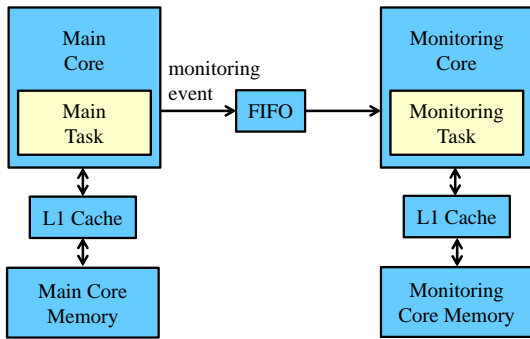 Main
Core
Main
Task
monitoring
event
FIFO
Monitoring
Core
Monitoring
Task
L1 Cache
L1 Cache
Main Core
Memory
Monitoring
Core Memory